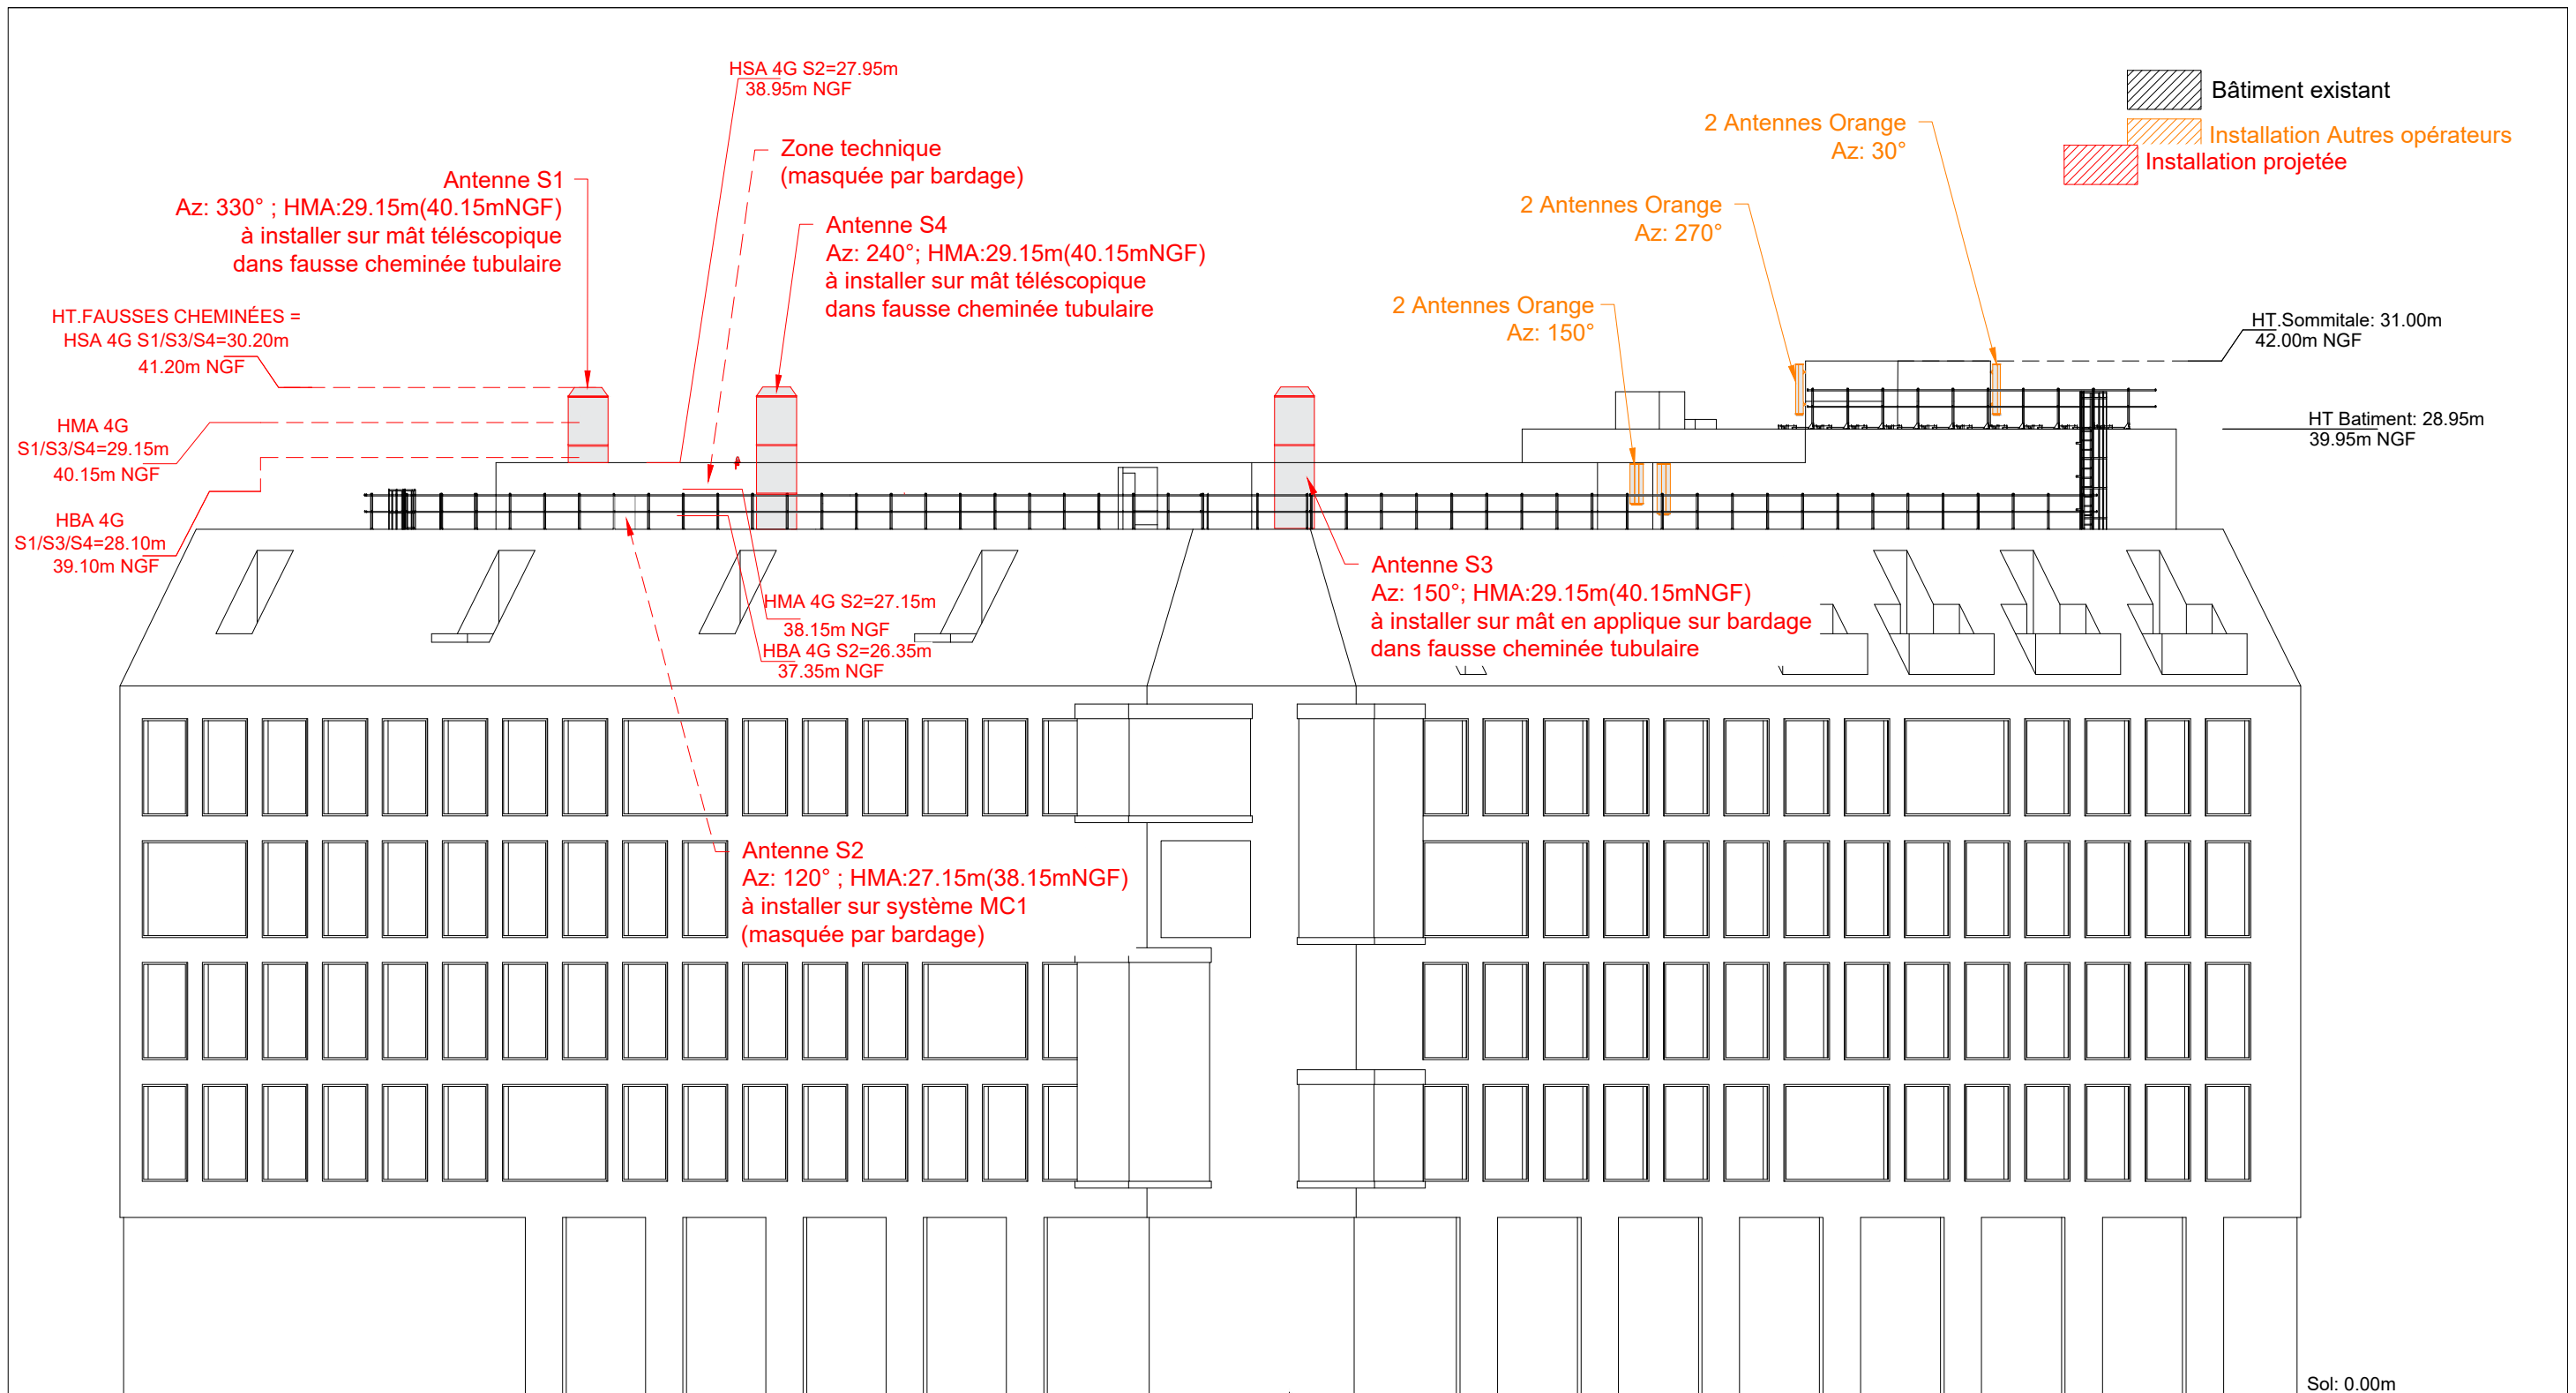 HSA 4G S2=27.95m
38.95m NGF
Bâtiment existant
Installation Autres opérateurs
Installation projetée
2 Antennes Orange
Az: 30°
Zone technique
(masquée par bardage)
Antenne S1
Az: 330° ; HMA:29.15m(40.15mNGF)
à installer sur mât téléscopique
dans fausse cheminée tubulaire
2 Antennes Orange
Az: 270°
Antenne S4
Az: 240°; HMA:29.15m(40.15mNGF)
à installer sur mât téléscopique
dans fausse cheminée tubulaire
2 Antennes Orange
Az: 150°
HT.FAUSSES CHEMINÉES =
HSA 4G S1/S3/S4=30.20m
41.20m NGF
HT.Sommitale: 31.00m
42.00m NGF
HMA 4G
S1/S3/S4=29.15m
40.15m NGF
HT Batiment: 28.95m
39.95m NGF
HBA 4G
S1/S3/S4=28.10m
39.10m NGF
Antenne S3
Az: 150°; HMA:29.15m(40.15mNGF)
à installer sur mât en applique sur bardage
dans fausse cheminée tubulaire
HMA 4G S2=27.15m
38.15m NGF
HBA 4G S2=26.35m
37.35m NGF
Antenne S2
Az: 120° ; HMA:27.15m(38.15mNGF)
à installer sur système MC1
(masquée par bardage)
Sol: 0.00m